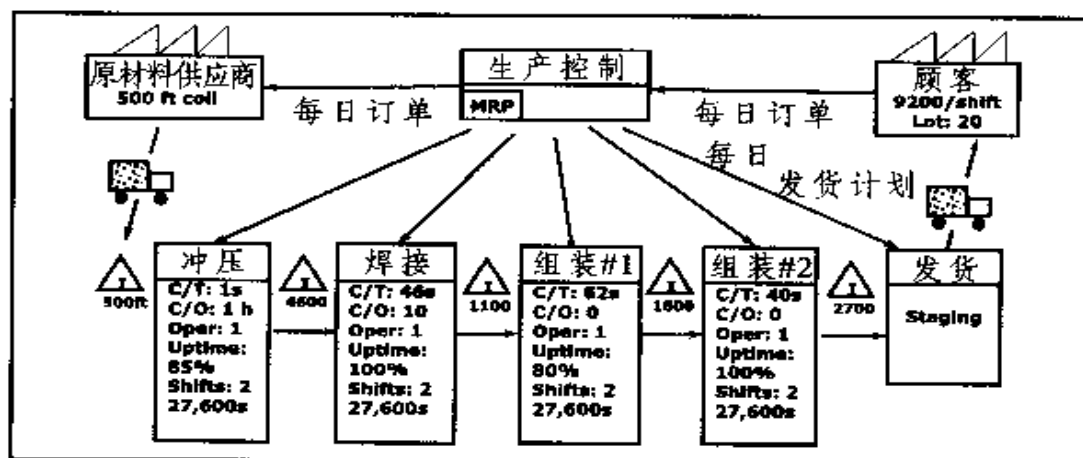 原材料供应商
500 ft coil
生产控制
MRP
顾客
9200/shift
Lot: 20
每日订单
每日订单
每日
发货计划
冲压
C/T: 1s
C/O: 1 h
Oper: 1
Uptime:
85%
Shifts: 2
27,600s
焊接
C/T: 46s
C/O: 10
Oper: 1
Uptime:
100%
Shifts: 2
27,600s
组装#1
C/T: 62s
C/O: 0
Oper: 1
Uptime:
80%
Shifts: 2
27,600s
组装#2
C/T: 40s
C/O: 0
Oper: 1
Uptime:
100%
Shifts: 2
27,600s
发货
Staging
I
500ft
I
4600
I
1100
I
1600
I
2700